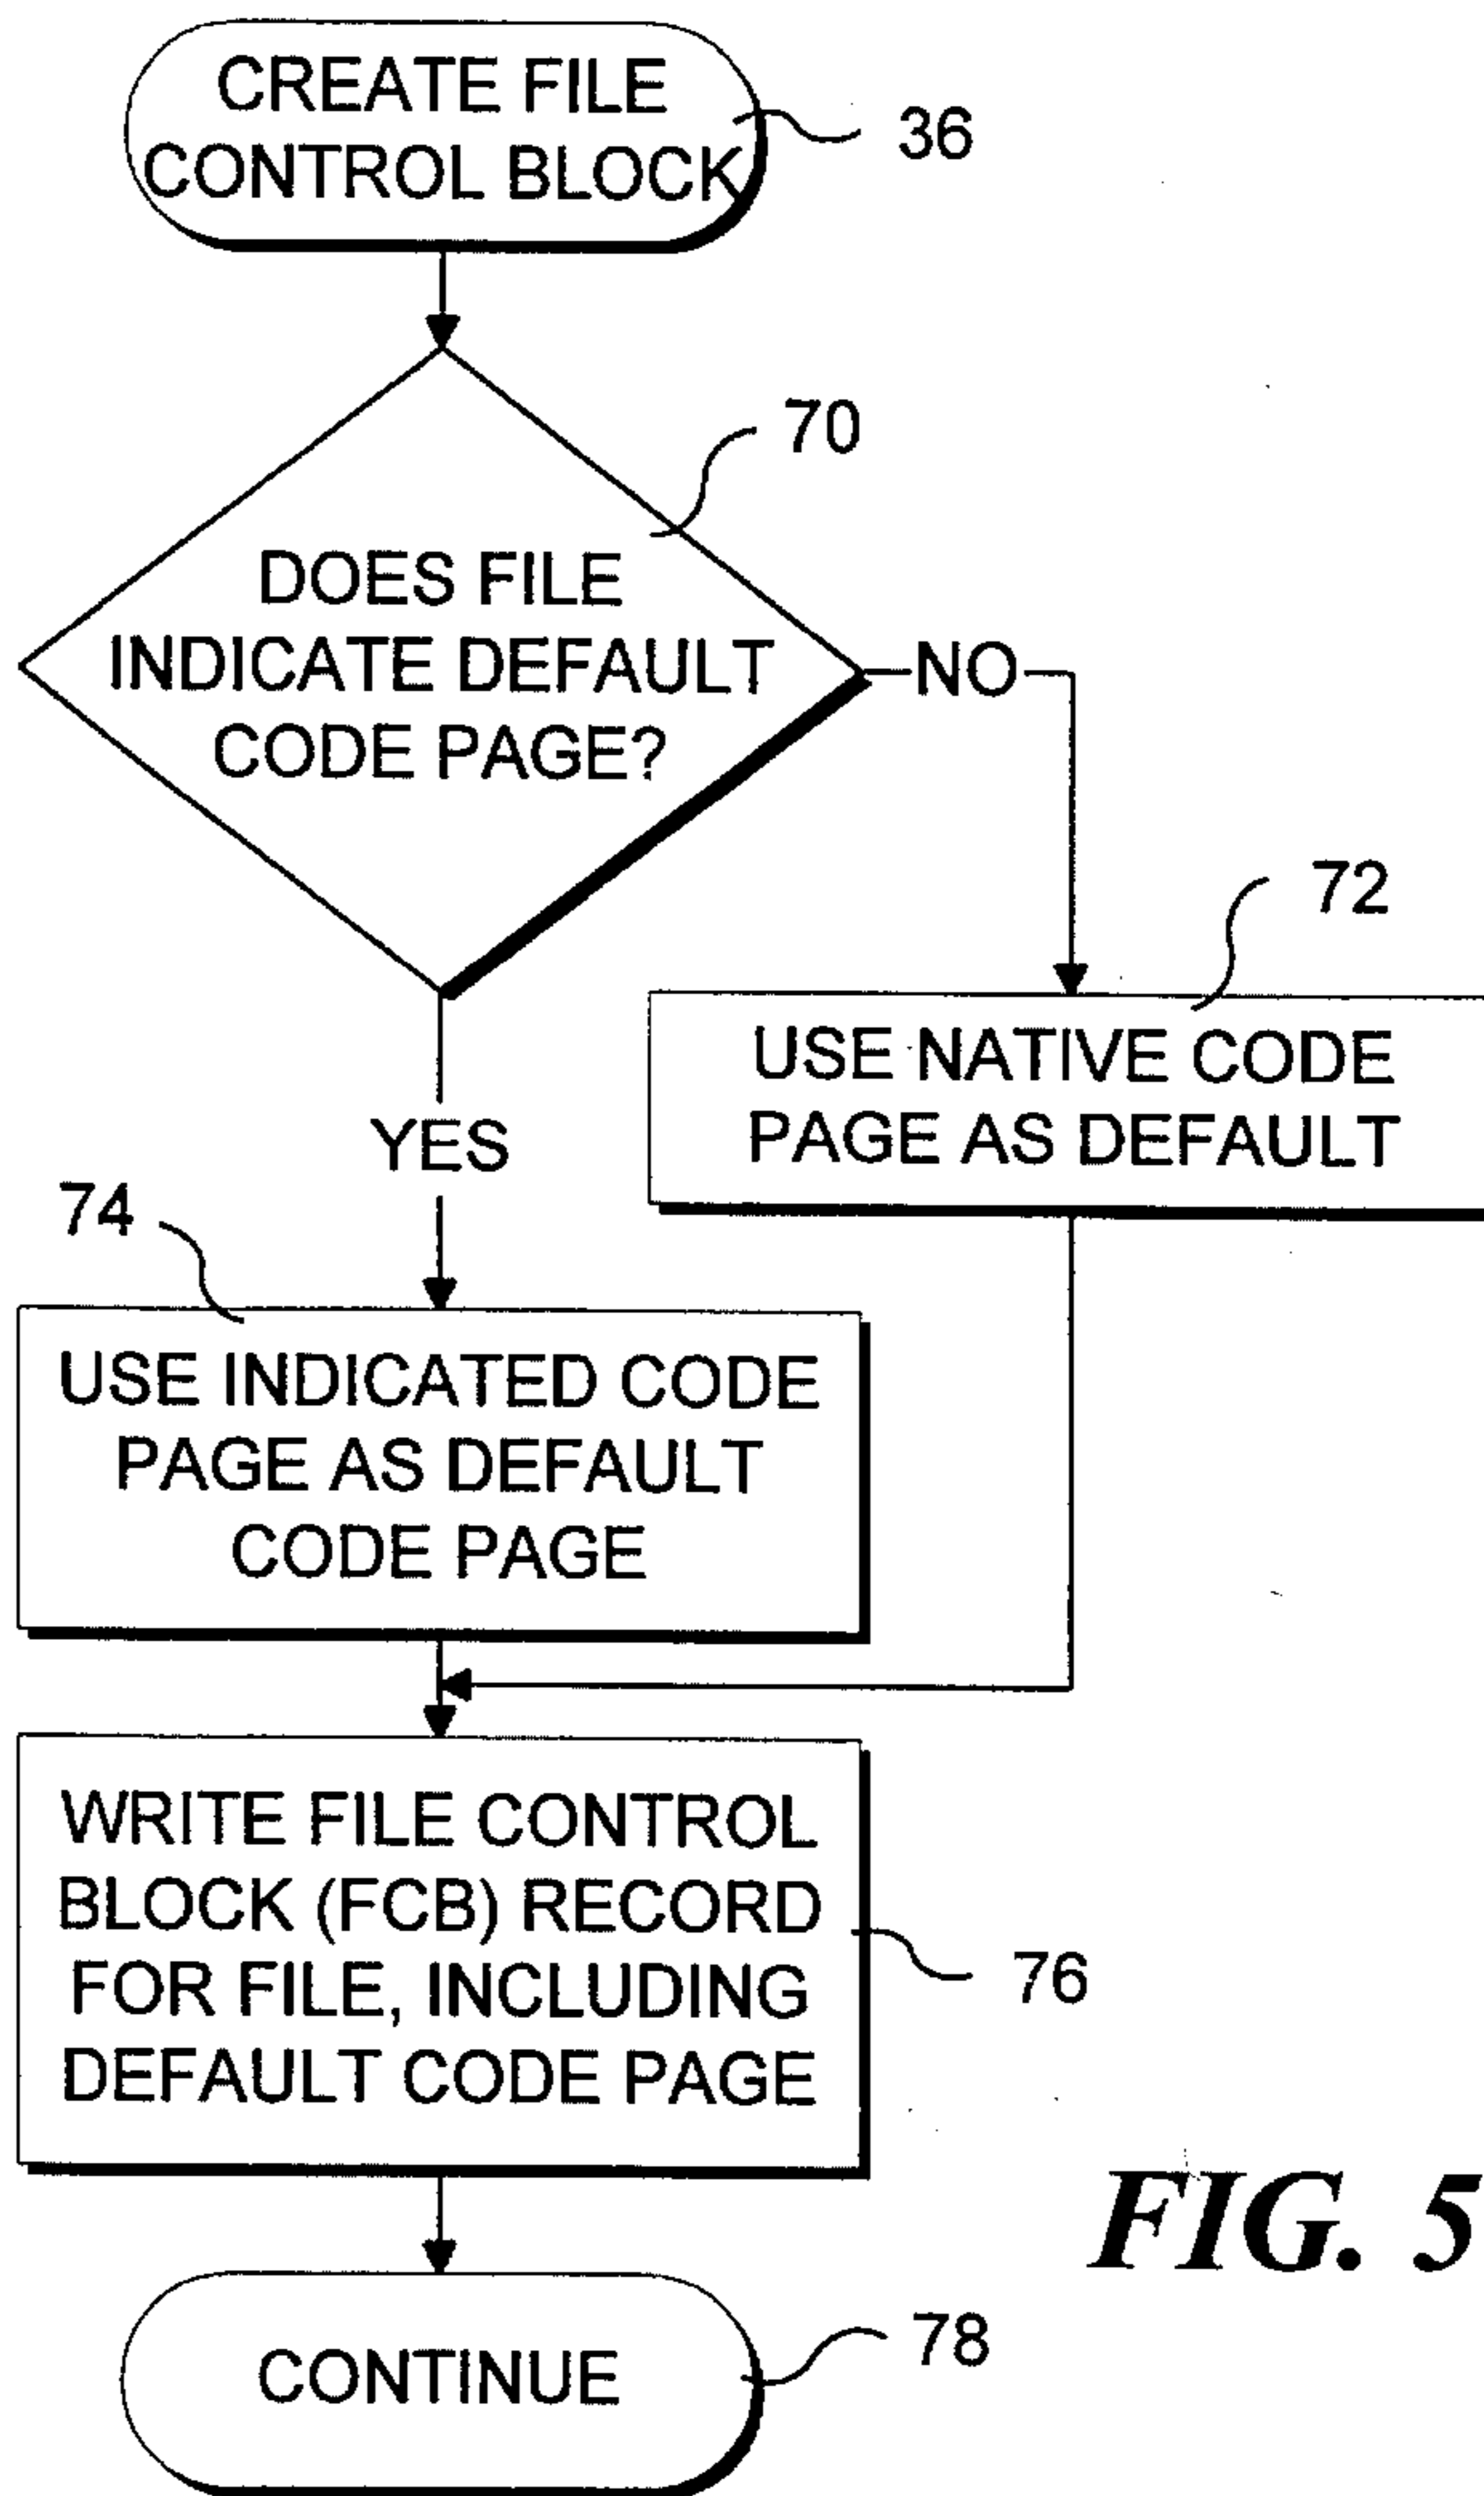 CREATE FILE
CONTROL BLOCK
36
70
DOES FILE
INDICATE DEFAULT
CODE PAGE?
NO
72
USE NATIVE CODE
PAGE AS DEFAULT
YES
74
USE INDICATED CODE
PAGE AS DEFAULT
CODE PAGE
WRITE FILE CONTROL
BLOCK (FCB) RECORD
FOR FILE, INCLUDING
DEFAULT CODE PAGE
76
FIG. 5
CONTINUE
78